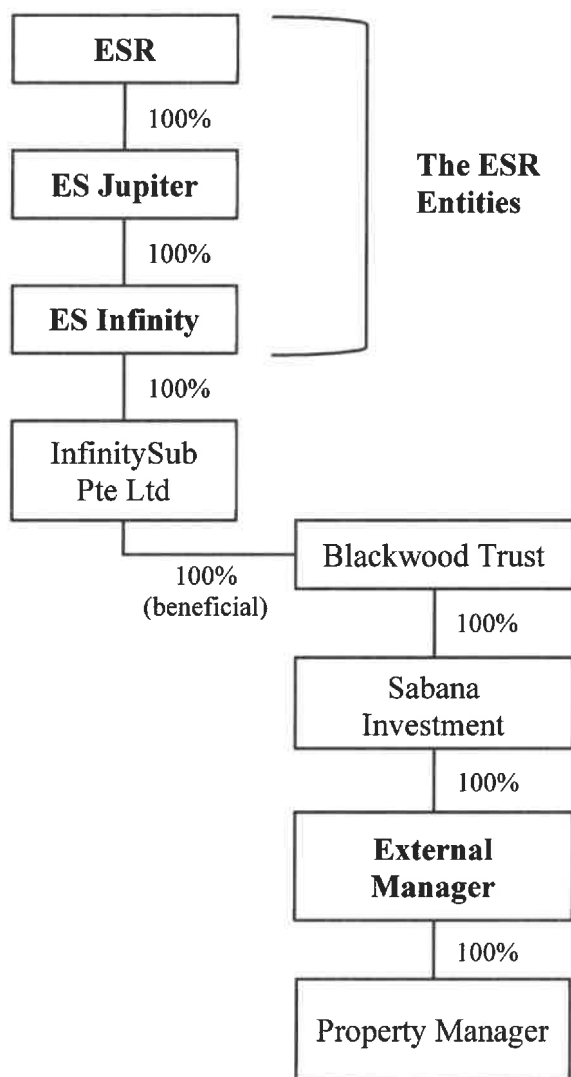 ESR
100%
ES Jupiter
The ESR
Entities
100%
ES Infinity
100%
InfinitySub
Pte Ltd
100%
(beneficial)
Blackwood Trust
100%
Sabana
Investment
100%
External
Manager
100%
Property Manager